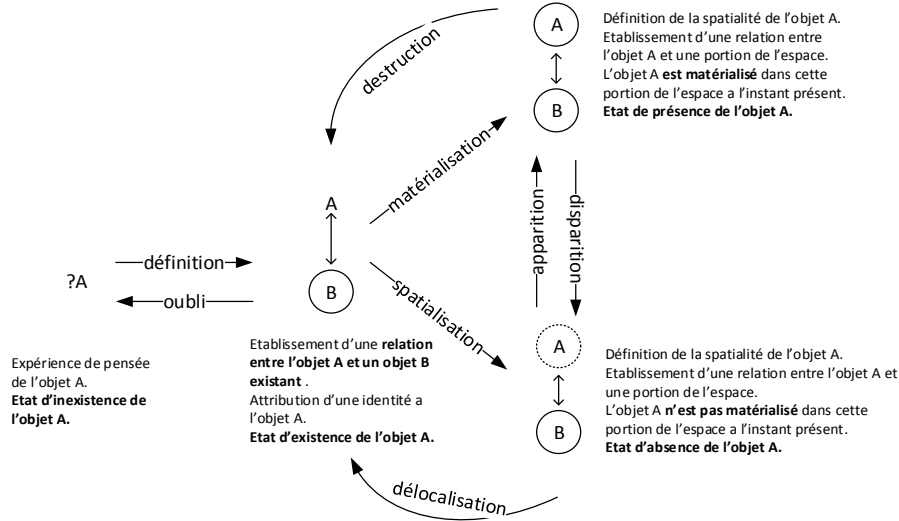 A
B
Définition de la spatialité de l'objet A.
Etablissement d'une relation entre
l'objet A et une portion de l'espace.
L'objet A est matérialisé dans cette
portion de l'espace a l'instant présent.
Etat de présence de l'objet A.
destruction
matérialisation
apparition
disparition
A
B
?A
définition
oubli
spatialisation
Expérience de pensée
de l'objet A.
Etat d'inexistence de
l'objet A.
Etablissement d'une relation
entre l'objet A et un objet B
existant .
Attribution d'une identité a
l'objet A.
Etat d'existence de l'objet A.
A
B
Définition de la spatialité de l'objet A.
Etablissement d'une relation entre l'objet A et
une portion de l'espace.
L'objet A n'est pas matérialisé dans cette
portion de l'espace a l'instant présent.
Etat d'absence de l'objet A.
délocalisation